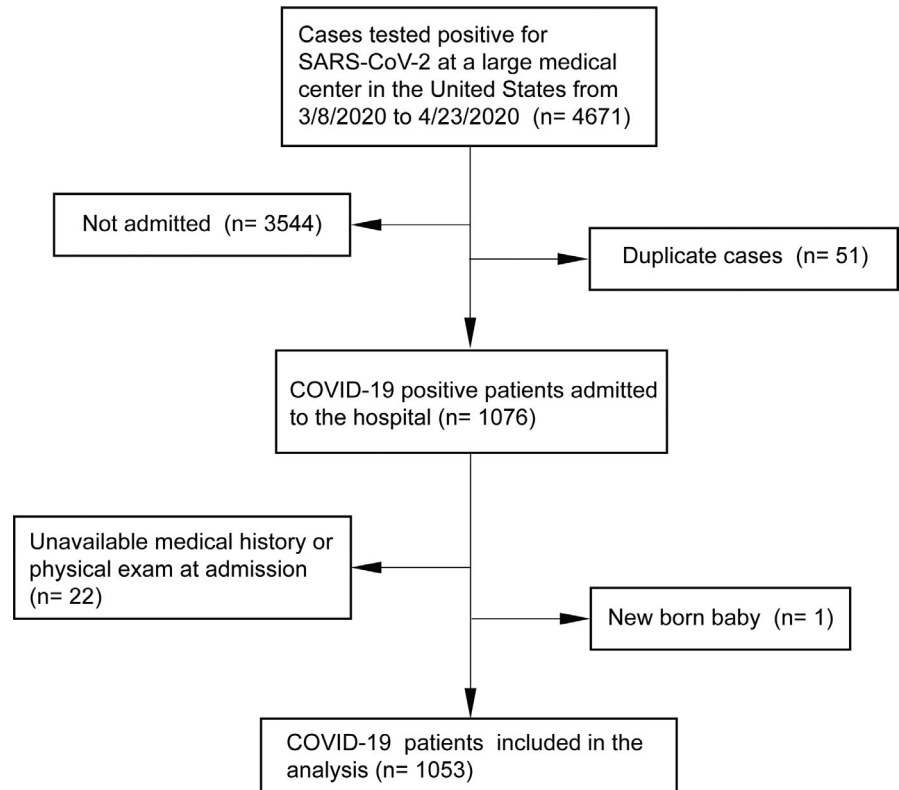 Cases tested positive for
SARS-CoV-2 at a large medical
center in the United States from
3/8/2020 to 4/23/2020 (n= 4671)
Not admitted (n= 3544)
Duplicate cases (n= 51)
COVID-19 positive patients admitted
to the hospital (n= 1076)
Unavailable medical history or
physical exam at admission
(n= 22)
New born baby (n= 1)
COVID-19 patients included in the
analysis (n= 1053)